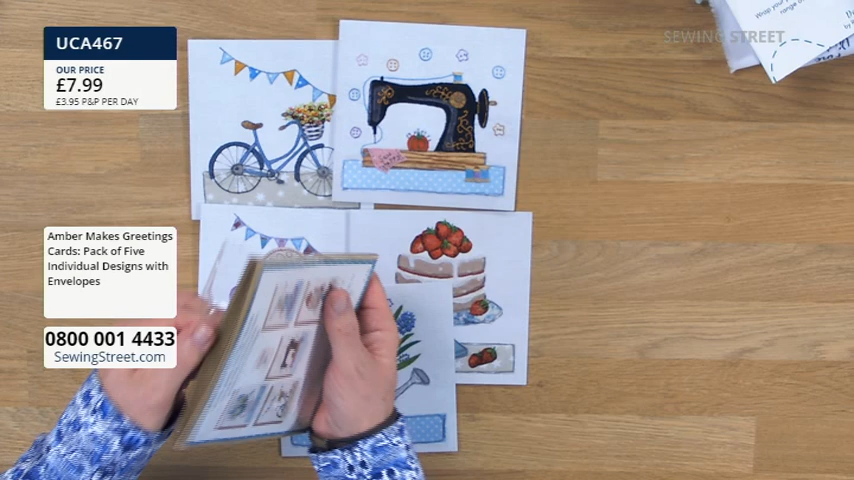 UCA467
OUR PRICE
£7.99
£3.95 P&P PER DAY
SEWING STREET
Amber Makes Greetings
Cards: Pack of Five
Individual Designs with
Envelopes
0800 001 4433
SewingStreet.com